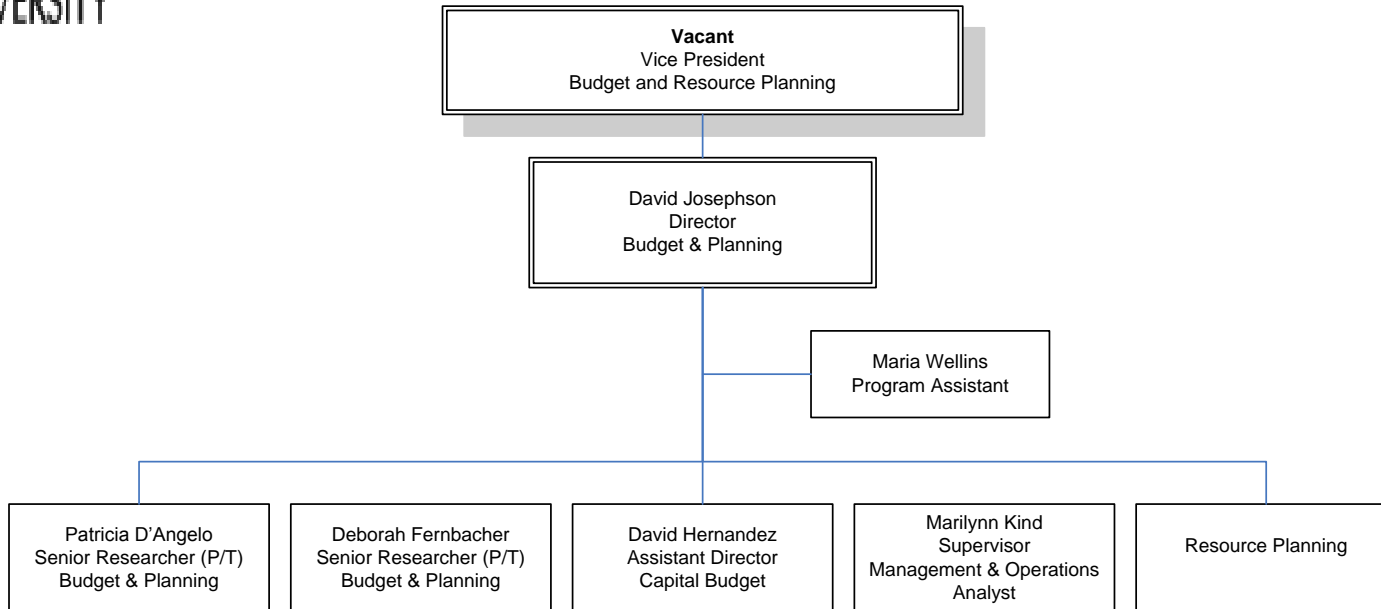 Vacant
Vice President
Budget and Resource Planning
David Josephson
Director
Budget & Planning
Maria Wellins
Program Assistant
Patricia D’Angelo
Senior Researcher (P/T)
Budget & Planning
Deborah Fernbacher
Senior Researcher (P/T)
Budget & Planning
David Hernandez
Assistant Director
Capital Budget
Marilynn Kind
Supervisor
Management & Operations
Analyst
Resource Planning